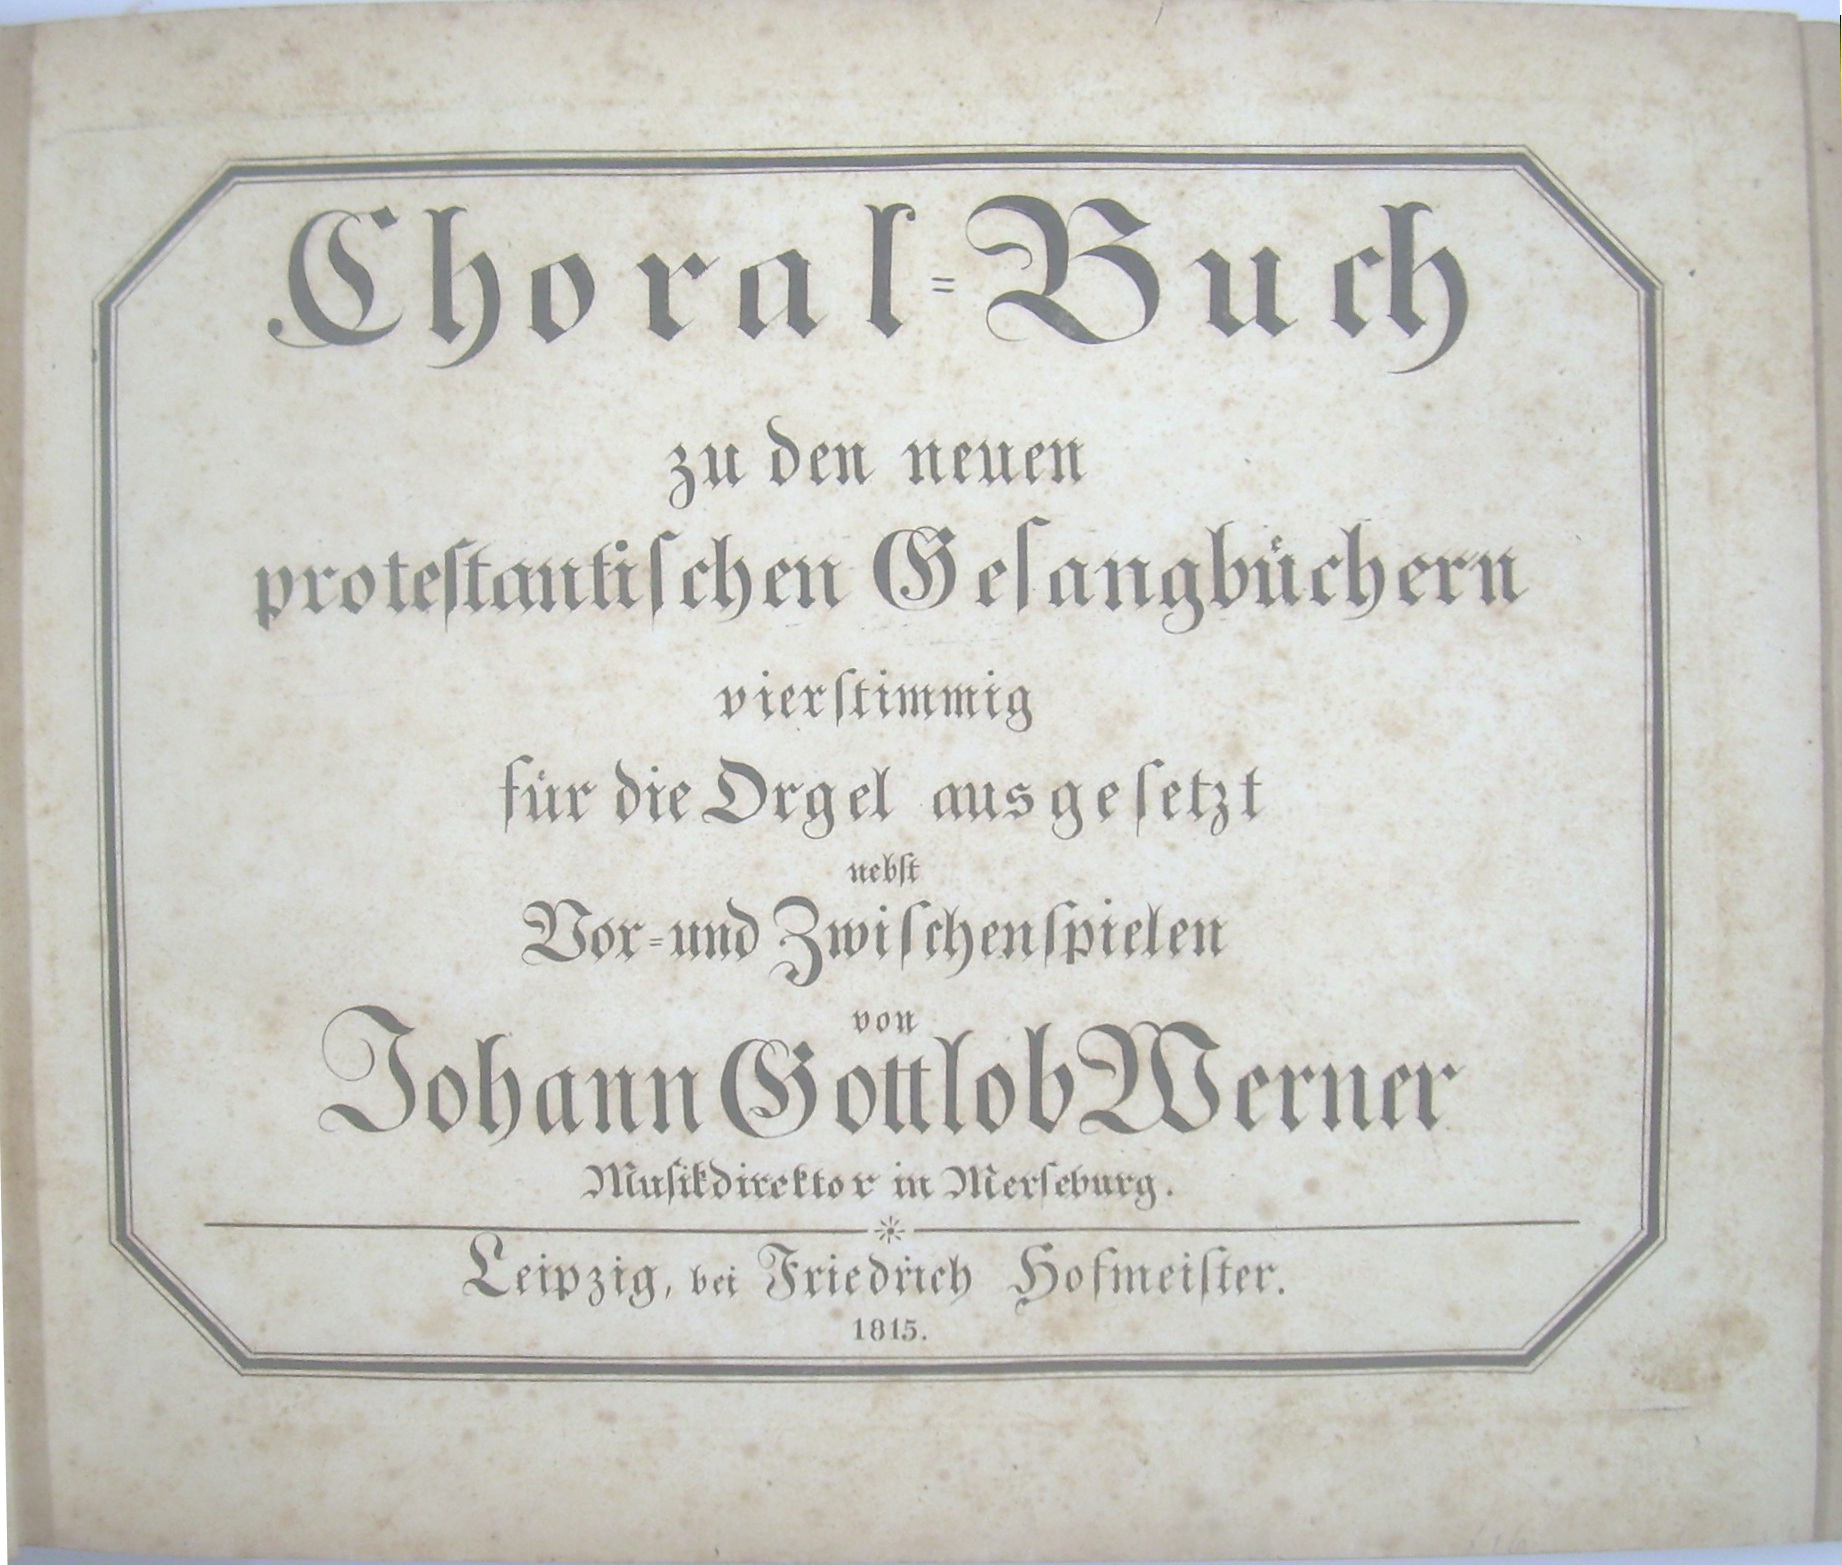 Choral=Buch
zu den neuen
proteſtantiſchen Geſangbüchern
vierſtimmig
für die Orgel ausgeſetzt
nebſt
Vor=und Zwiſchenſpielen
von
Johann Gottlob Werner
Muſikdirektor in Merſeburg.
Leipzig, bei Friedrich Hofmeiſter.
1815.